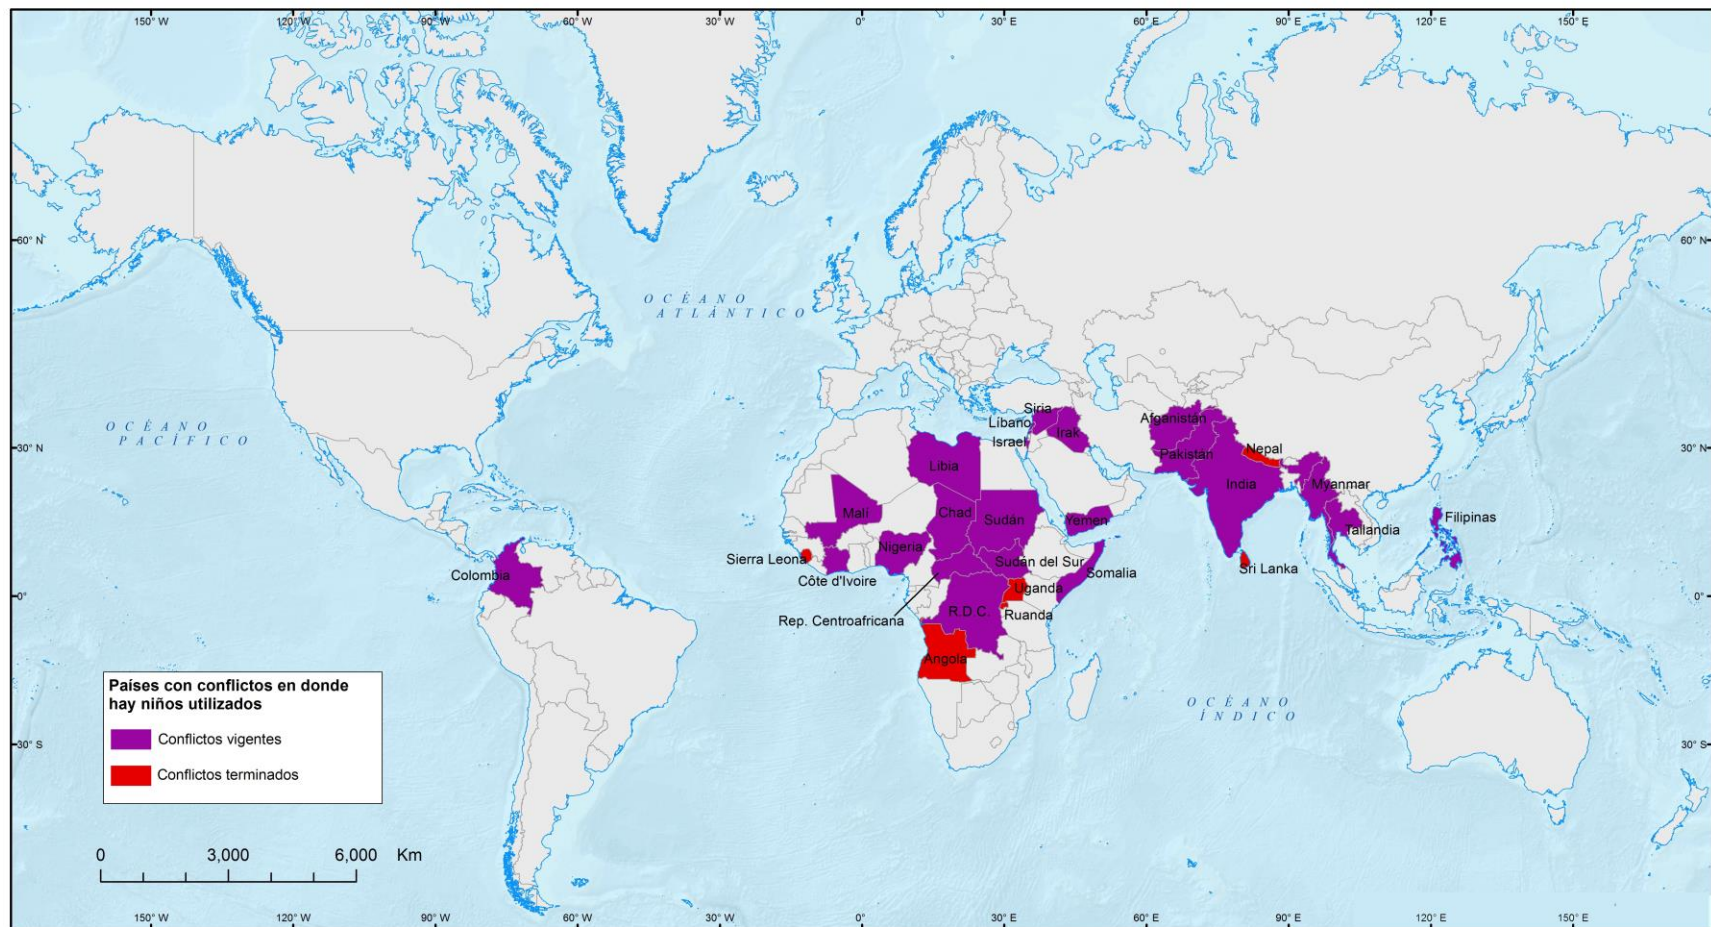 150° W
120° W
90° W
60° W
30° W
0°
30° E
60° E
90° E
120° E
150° E
60° N
60° N
OCÉANO
ATLÁNTICO
OCÉANO
PACÍFICO
30° N
30° N
Siria
Líbano
Israel
Irak
Afganistán
Pakistán
Nepal
India
Myanmar
Tailandia
Filipinas
Sri Lanka
Libia
Malí
Chad
Sudán
Yemen
Nigeria
Sierra Leona
Côte d'Ivoire
Sudán del Sur
Somalia
Colombia
Uganda
Ruanda
Rep. Centroafricana
R.D.C.
Angola
0°
0°
OCÉANO
ÍNDICO
30° S
30° S
Países con conflictos en donde
hay niños utilizados
Conflictos vigentes
Conflictos terminados
0 3,000 6,000 Km
150° W
120° W
90° W
60° W
30° W
0°
30° E
60° E
90° E
120° E
150° E